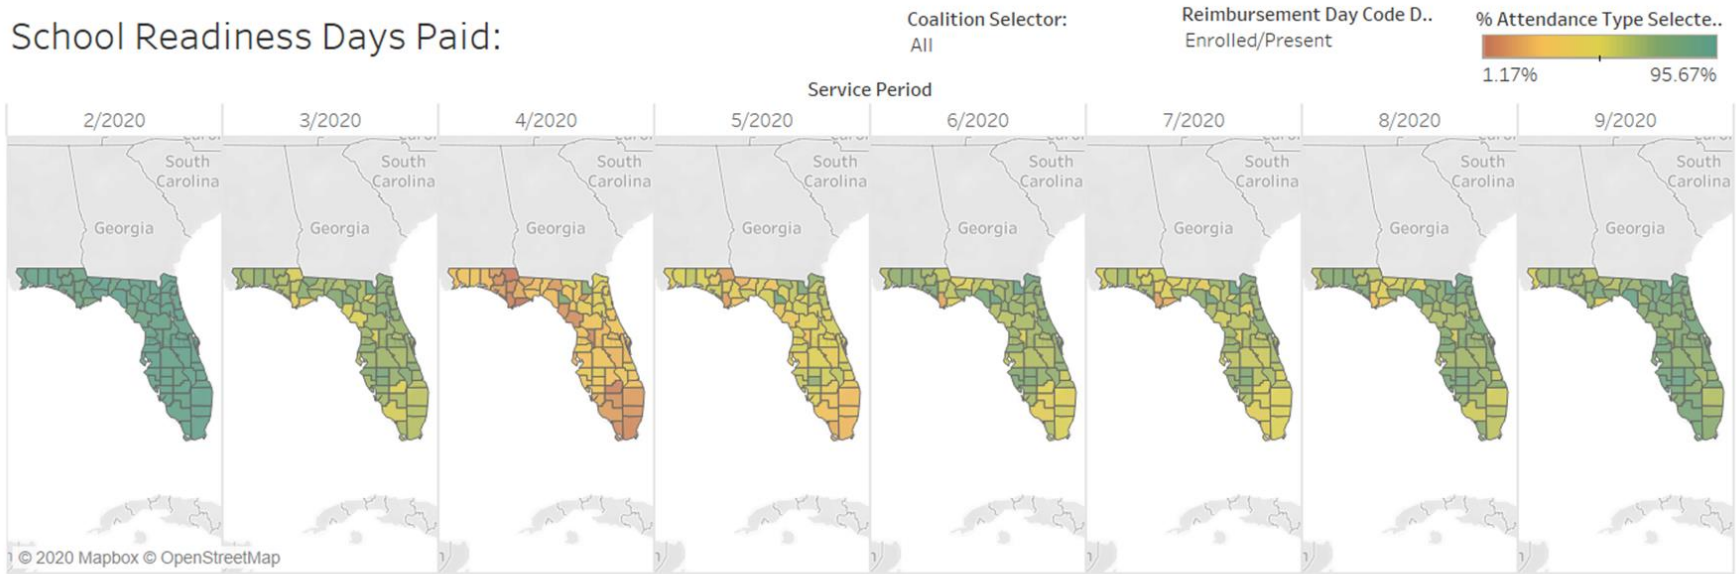 School Readiness Days Paid:
Coalition Selector:
All
Reimbursement Day Code D..
Enrolled/Present
% Attendance Type Selecte..
1.17%
95.67%
Service Period
2/2020
3/2020
4/2020
5/2020
6/2020
7/2020
8/2020
9/2020
South
Carolina
Georgia
South
Carolina
Georgia
South
Carolina
Georgia
South
Carolina
Georgia
South
Carolina
Georgia
South
Carolina
Georgia
South
Carolina
Georgia
South
Carolina
Georgia
© 2020 Mapbox © OpenStreetMap